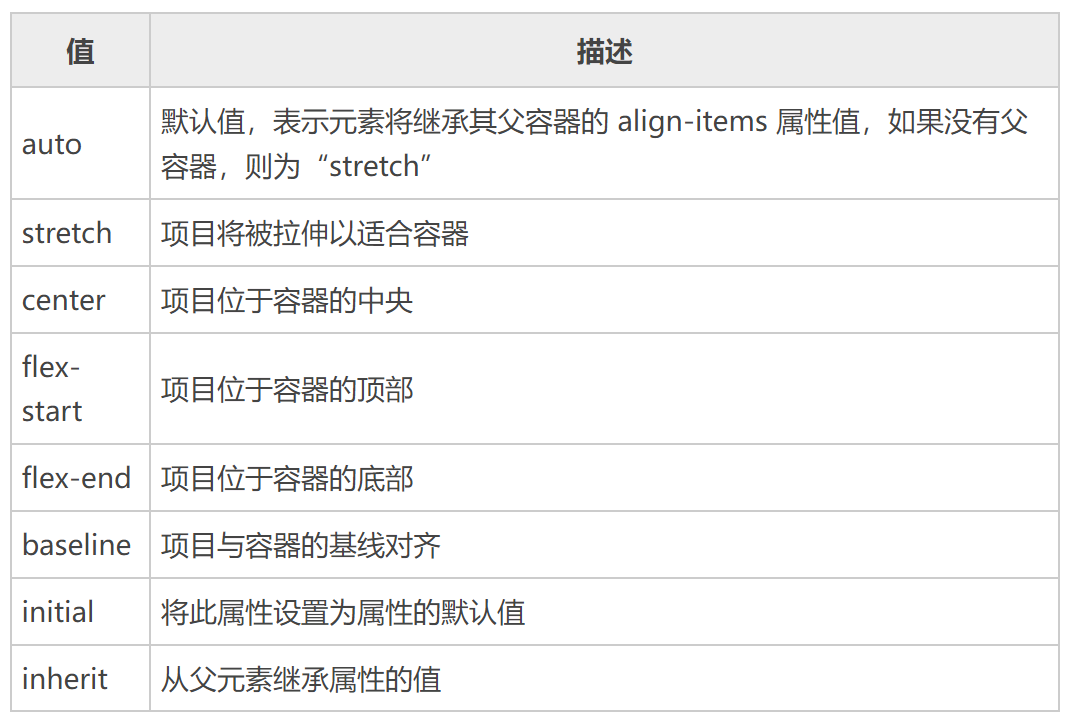 值
描述
auto
默认值，表示元素将继承其父容器的 align-items 属性值，如果没有父
容器，则为“stretch”
stretch
项目将被拉伸以适合容器
center
项目位于容器的中央
flex-
start
项目位于容器的顶部
flex-end
项目位于容器的底部
baseline
项目与容器的基线对齐
initial
将此属性设置为属性的默认值
inherit
从父元素继承属性的值